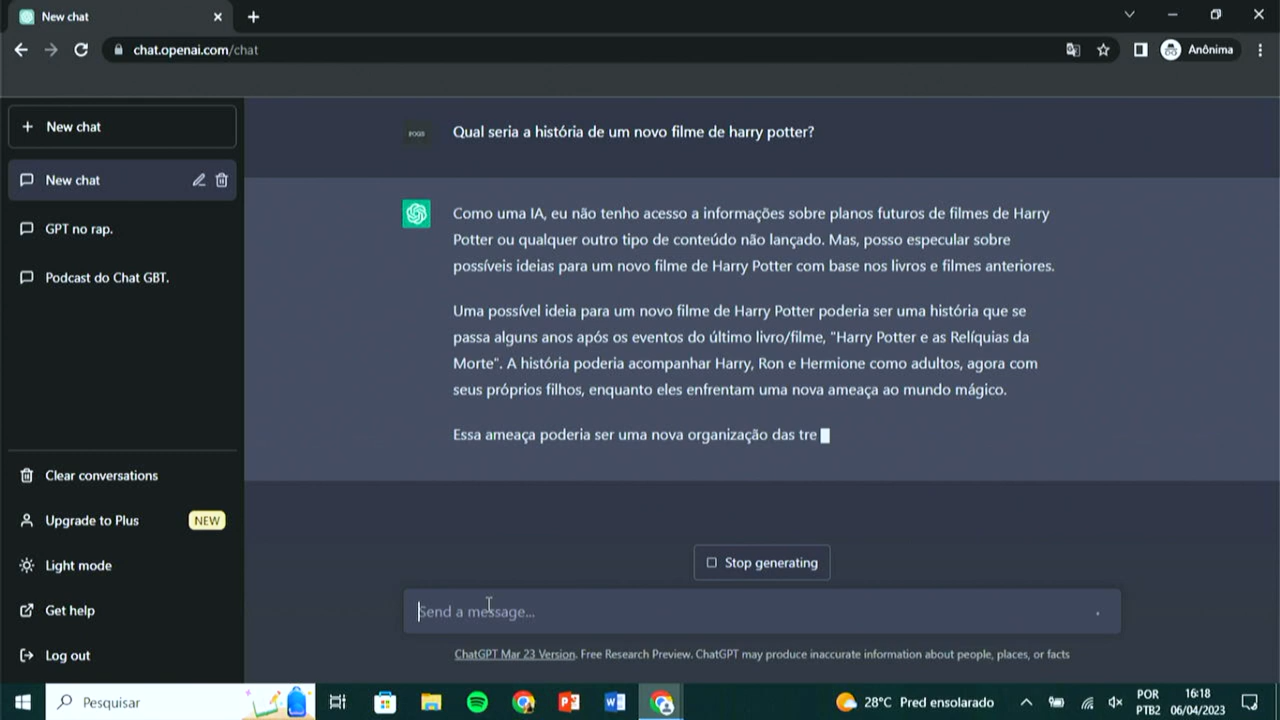 New chat
chat.openai.com/chat
Anônima
New chat
New chat
GPT no rap.
Podcast do Chat GBT.
Clear conversations
Upgrade to Plus NEW
Light mode
Get help
Log out
Qual seria a história de um novo filme de harry potter?
Como uma IA, eu não tenho acesso a informações sobre planos futuros de filmes de Harry
Potter ou qualquer outro tipo de conteúdo não lançado. Mas, posso especular sobre
possíveis ideias para um novo filme de Harry Potter com base nos livros e filmes anteriores.
Uma possível ideia para um novo filme de Harry Potter poderia ser uma história que se
passa alguns anos após os eventos do último livro/filme, "Harry Potter e as Relíquias da
Morte". A história poderia acompanhar Harry, Ron e Hermione como adultos, agora com
seus próprios filhos, enquanto eles enfrentam uma nova ameaça ao mundo mágico.
Essa ameaça poderia ser uma nova organização das tre
Stop generating
Send a message...
ChatGPT Mar 23 Version. Free Research Preview. ChatGPT may produce inaccurate information about people, places, or facts
Pesquisar
28°C Pred ensolarado
POR
PTB2
16:18
06/04/2023